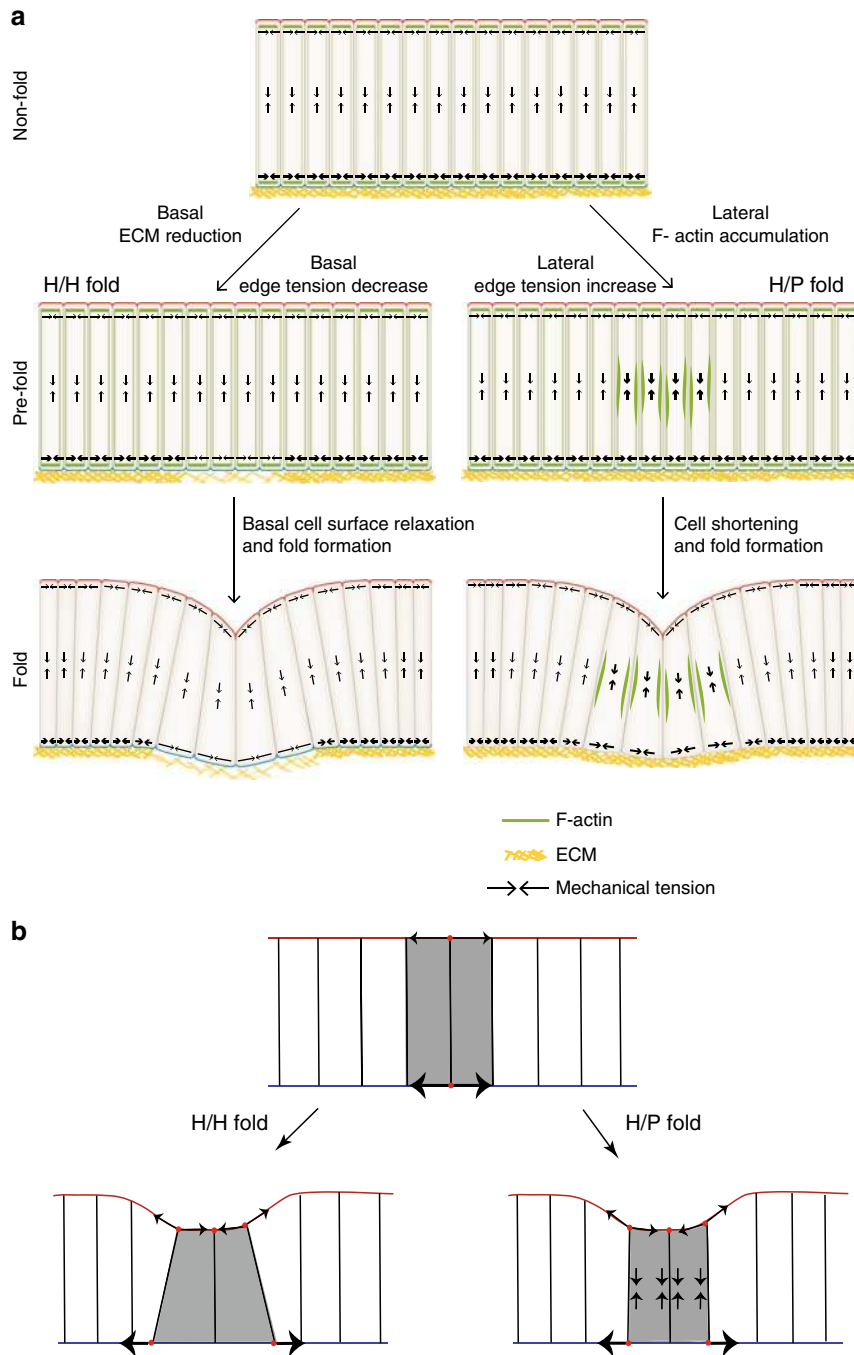 a
Non-fold
Basal
ECM reduction
Lateral
F- actin accumulation
H/H fold
Basal
edge tension decrease
Lateral
edge tension increase
H/P fold
Pre-fold
Basal cell surface relaxation
and fold formation
Cell shortening
and fold formation
Fold
F-actin
ECM
Mechanical tension
b
H/H fold
H/P fold